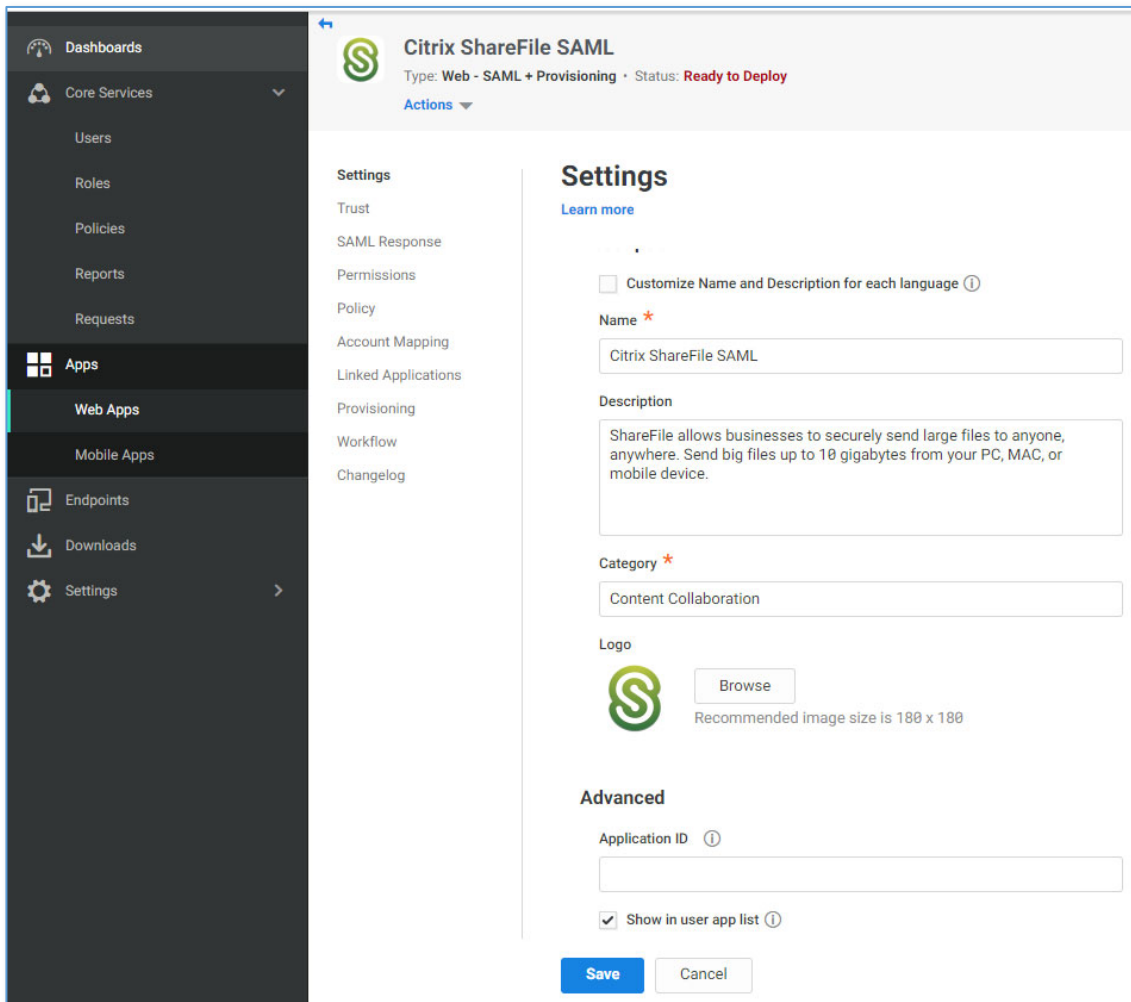 Dashboards
Core Services
Users
Roles
Policies
Reports
Requests
Apps
Web Apps
Mobile Apps
Endpoints
Downloads
Settings
Citrix ShareFile SAML
Type: Web - SAML + Provisioning • Status: Ready to Deploy
Actions
Settings
Trust
SAML Response
Permissions
Policy
Account Mapping
Linked Applications
Provisioning
Workflow
Changelog
Settings
Learn more
Customize Name and Description for each language
Name *
Citrix ShareFile SAML
Description
ShareFile allows businesses to securely send large files to anyone,
anywhere. Send big files up to 10 gigabytes from your PC, MAC, or
mobile device.
Category *
Content Collaboration
Logo
Browse
Recommended image size is 180 x 180
Advanced
Application ID
Show in user app list
Save
Cancel